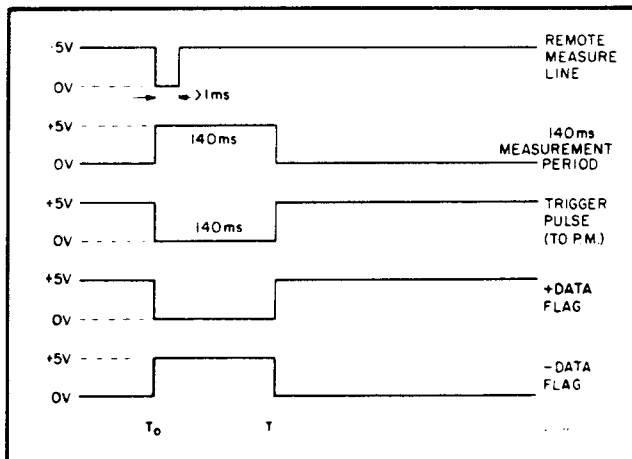 ·5V
REMOTE
MEASURE
LINE
0V
>1ms
+5V
140ms
140ms
MEASUREMENT
PERIOD
0V
+5V
TRIGGER
PULSE
(TO P.M.)
140ms
0V
+5V
+DATA
FLAG
0V
+5V
-DATA
FLAG
0V
T₀ T